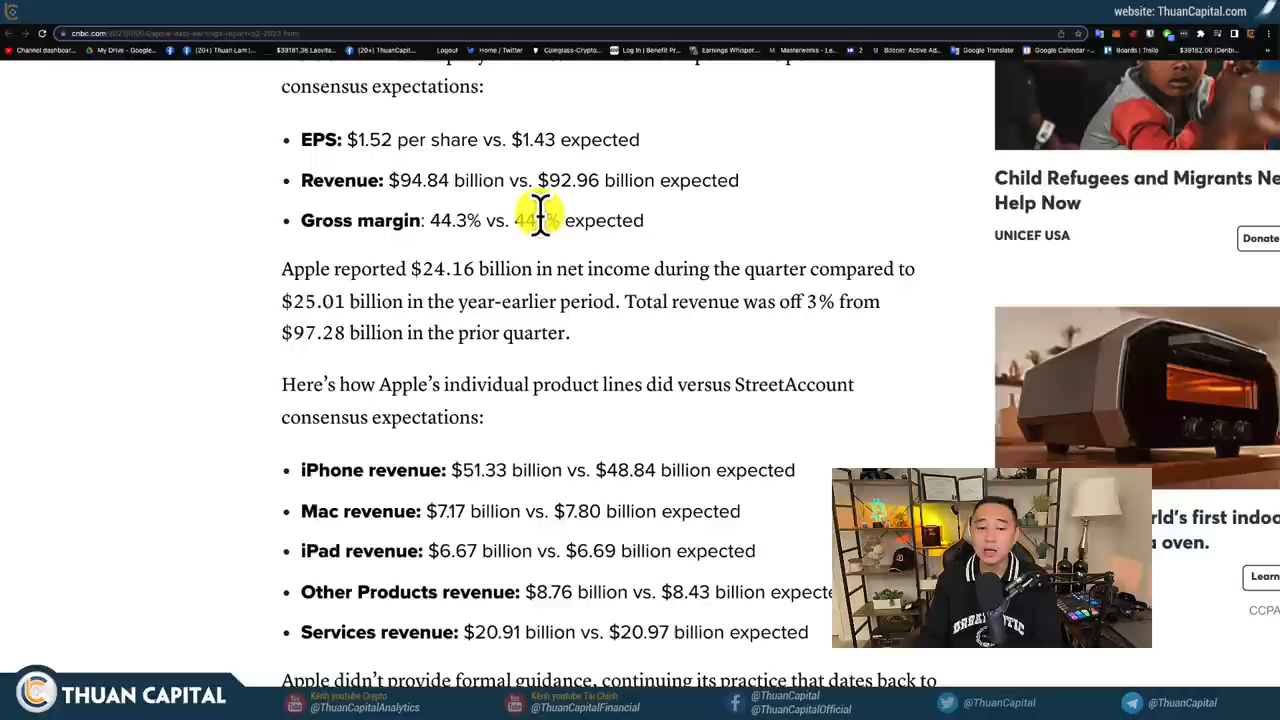 website: ThuanCapital.com
cnbc.com/2023/05/04/apple-aapl-earnings-report-q2-2023.html
Channel dashboar...
My Drive - Google...
(20+) Thuan Lam...
$39181.36
(20+) ThuanCapit...
Logout
Home / Twitter
Coinglass-Crypto...
Log In | Benefit Pr...
Earnings Whisper...
Masterworks - Le...
2
Bitcoin: Active Ad...
Google Translate
Google Calendar -...
Boards | Trello
$39182.00 (Deribi...
consensus expectations:
• EPS: $1.52 per share vs. $1.43 expected
• Revenue: $94.84 billion vs. $92.96 billion expected
• Gross margin: 44.3% vs. expected
Apple reported $24.16 billion in net income during the quarter compared to
$25.01 billion in the year-earlier period. Total revenue was off 3% from
$97.28 billion in the prior quarter.
Here’s how Apple’s individual product lines did versus StreetAccount
consensus expectations:
• iPhone revenue: $51.33 billion vs. $48.84 billion expected
• Mac revenue: $7.17 billion vs. $7.80 billion expected
• iPad revenue: $6.67 billion vs. $6.69 billion expected
• Other Products revenue: $8.76 billion vs. $8.43 billion expecte
• Services revenue: $20.91 billion vs. $20.97 billion expected
Apple didn’t provide formal guidance, continuing its practice that dates back to
Child Refugees and Migrants Ne
Help Now
UNICEF USA
Donate
rld’s first indoo
a oven.
Learn
CCPA
THUAN CAPITAL
Kênh youtube Crypto
@ThuanCapitalAnalytics
Kênh youtube Tài Chính
@ThuanCapitalFinancial
@ThuanCapital
@ThuanCapitalOfficial
@ThuanCapital
@ThuanCapital